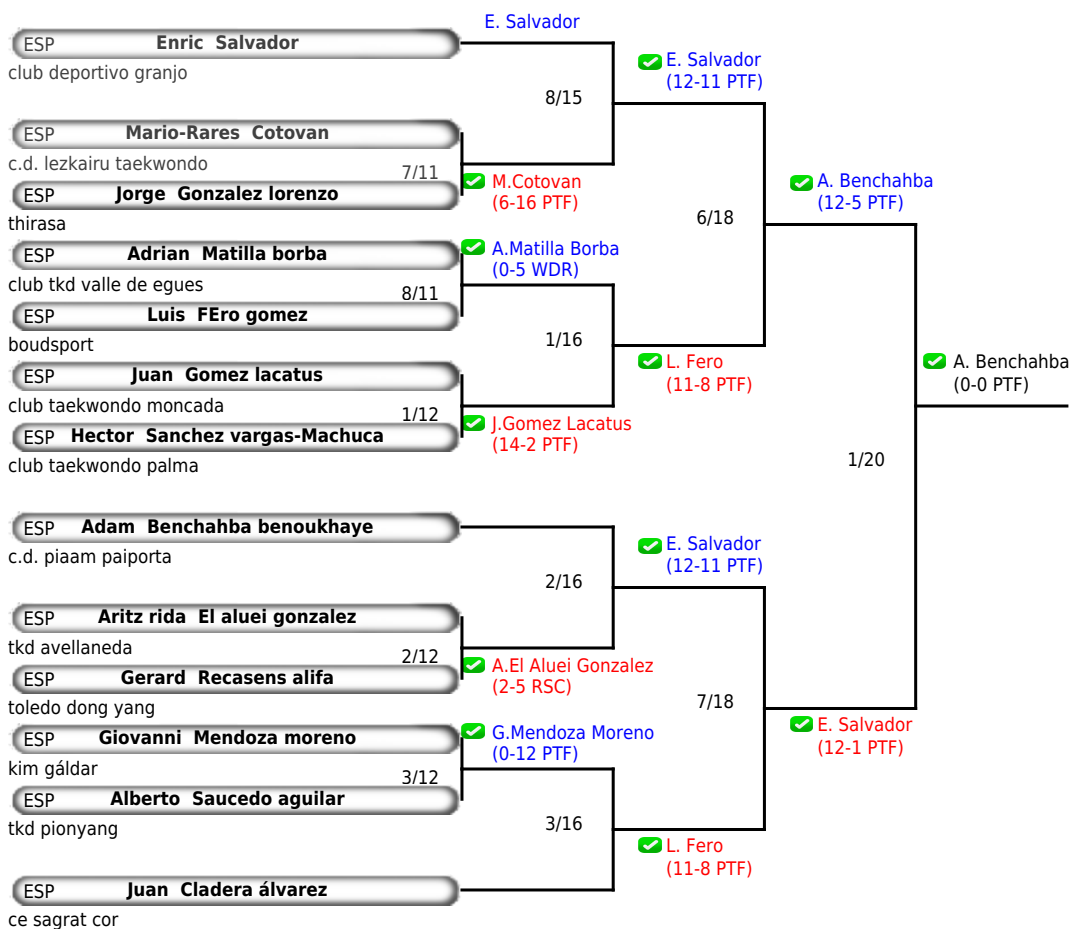 E. Salvador
ESP Enric Salvador
club deportivo granjo
E. Salvador
(12-11 PTF)
8/15
ESP Mario-Rares Cotovan
c.d. lezkairu taekwondo
7/11
M.Cotovan
(6-16 PTF)
A. Benchahba
(12-5 PTF)
ESP Jorge Gonzalez lorenzo
thirasa
6/18
ESP Adrian Matilla borba
A.Matilla Borba
(0-5 WDR)
club tkd valle de egues
8/11
ESP Luis FEro gomez
boudsport
1/16
L. Fero
(11-8 PTF)
A. Benchahba
(0-0 PTF)
ESP Juan Gomez lacatus
club taekwondo moncada
1/12
J.Gomez Lacatus
(14-2 PTF)
ESP Hector Sanchez vargas-Machuca
club taekwondo palma
1/20
ESP Adam Benchahba benoukhaye
c.d. piaam paiporta
E. Salvador
(12-11 PTF)
2/16
ESP Aritz rida El aluei gonzalez
tkd avellaneda
2/12
A.El Aluei Gonzalez
(2-5 RSC)
ESP Gerard Recasens alifa
toledo dong yang
7/18
ESP Giovanni Mendoza moreno
G.Mendoza Moreno
(0-12 PTF)
E. Salvador
(12-1 PTF)
kim gáldar
3/12
ESP Alberto Saucedo aguilar
tkd pionyang
3/16
L. Fero
(11-8 PTF)
ESP Juan Cladera álvarez
ce sagrat cor